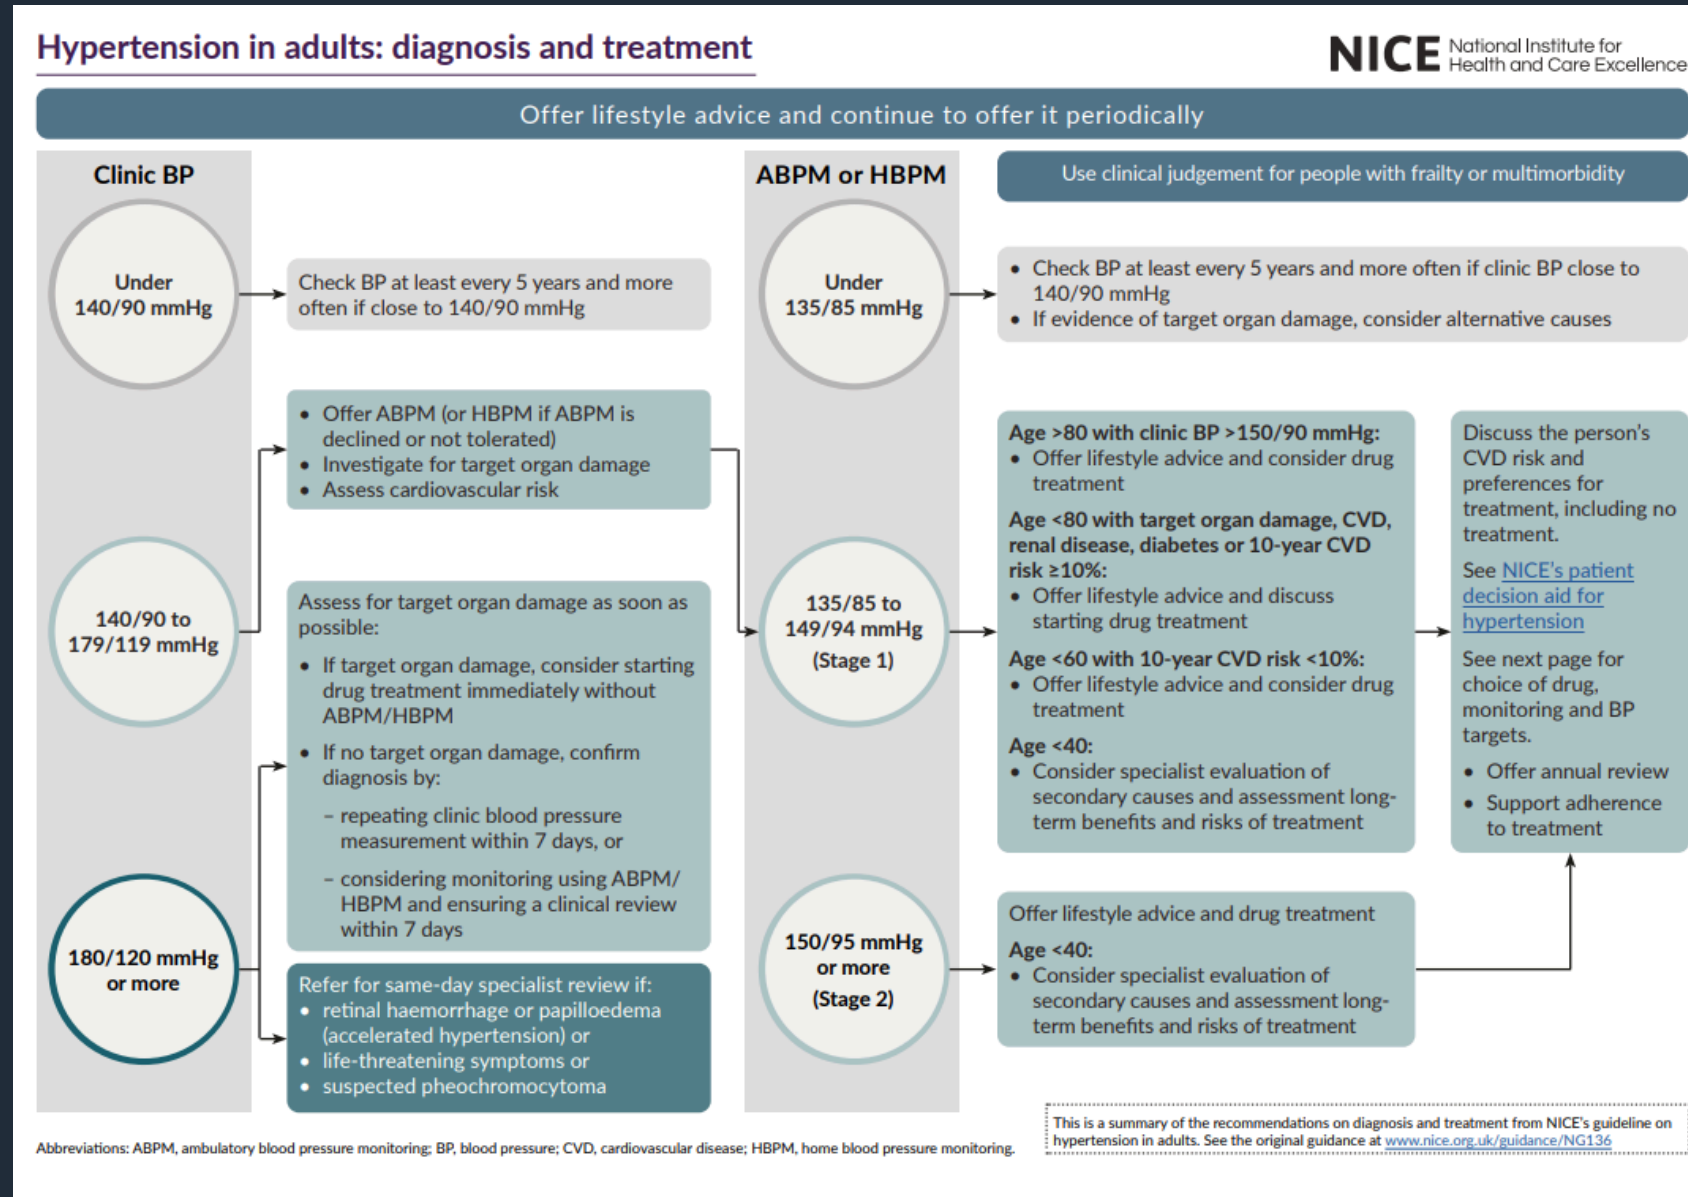 Hypertension in adults: diagnosis and treatment
NICE National Institute for
Health and Care Excellence
Offer lifestyle advice and continue to offer it periodically
Clinic BP
Under
140/90 mmHg
Check BP at least every 5 years and more
often if close to 140/90 mmHg
140/90 to
179/119 mmHg
• Offer ABPM (or HBPM if ABPM is
declined or not tolerated)
• Investigate for target organ damage
• Assess cardiovascular risk
180/120 mmHg
or more
Assess for target organ damage as soon as
possible:
• If target organ damage, consider starting
drug treatment immediately without
ABPM/HBPM
• If no target organ damage, confirm
diagnosis by:
– repeating clinic blood pressure
measurement within 7 days, or
– considering monitoring using ABPM/
HBPM and ensuring a clinical review
within 7 days
Refer for same-day specialist review if:
• retinal haemorrhage or papilloedema
(accelerated hypertension) or
• life-threatening symptoms or
• suspected pheochromocytoma
ABPM or HBPM
Use clinical judgement for people with frailty or multimorbidity
Under
135/85 mmHg
• Check BP at least every 5 years and more often if clinic BP close to
140/90 mmHg
• If evidence of target organ damage, consider alternative causes
135/85 to
149/94 mmHg
(Stage 1)
Age >80 with clinic BP >150/90 mmHg:
• Offer lifestyle advice and consider drug
treatment
Age <80 with target organ damage, CVD,
renal disease, diabetes or 10-year CVD
risk ≥10%:
• Offer lifestyle advice and discuss
starting drug treatment
Age <60 with 10-year CVD risk <10%:
• Offer lifestyle advice and consider drug
treatment
Age <40:
• Consider specialist evaluation of
secondary causes and assessment long-
term benefits and risks of treatment
Discuss the person's
CVD risk and
preferences for
treatment, including no
treatment.
See NICE's patient
decision aid for
hypertension
See next page for
choice of drug,
monitoring and BP
targets.
• Offer annual review
• Support adherence
to treatment
150/95 mmHg
or more
(Stage 2)
Offer lifestyle advice and drug treatment
Age <40:
• Consider specialist evaluation of
secondary causes and assessment long-
term benefits and risks of treatment
Abbreviations: ABPM, ambulatory blood pressure monitoring; BP, blood pressure; CVD, cardiovascular disease; HBPM, home blood pressure monitoring.
This is a summary of the recommendations on diagnosis and treatment from NICE's guideline on
hypertension in adults. See the original guidance at www.nice.org.uk/guidance/NG136